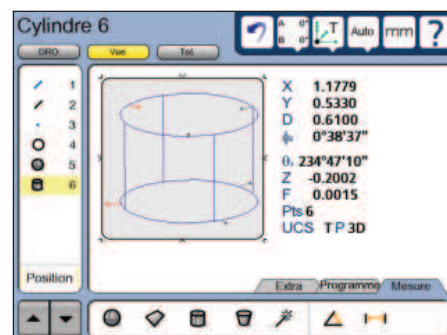 Cylindre 6
A 0°
B 0°
T
Auto
mm
?
DRO
Vue
Tol.
1
2
3
4
5
6
Position
X 1.1779
Y 0.5330
D 0.6100
ϕ 0°38'37"
θ 234°47'10"
Z -0.2002
F 0.0015
Pts 6
UCS T P 3D
Extra
Programme
Mesure